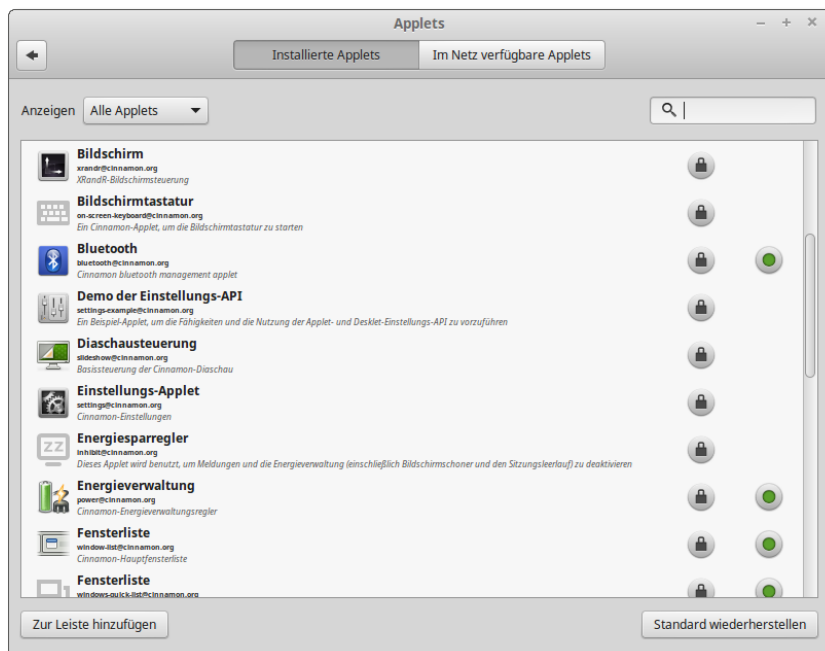 Applets
Installierte Applets
Im Netz verfügbare Applets
Anzeigen
Alle Applets
Bildschirm
xrandr@cinnamon.org
XRandR-Bildschirmsteuerung
Bildschirmtastatur
on-screen-keyboard@cinnamon.org
Ein Cinnamon-Applet, um die Bildschirmtastatur zu starten
Bluetooth
bluetooth@cinnamon.org
Cinnamon bluetooth management applet
Demo der Einstellungs-API
settings-example@cinnamon.org
Ein Beispiel-Applet, um die Fähigkeiten und die Nutzung der Applet- und Desklet-Einstellungs-API zu vorzuführen
Diaschausteuerung
slideshow@cinnamon.org
Basissteuerung der Cinnamon-Diaschau
Einstellungs-Applet
settings@cinnamon.org
Cinnamon-Einstellungen
Energiesparregler
inhibit@cinnamon.org
Dieses Applet wird benutzt, um Meldungen und die Energieverwaltung (einschließlich Bildschirmschoner und den Sitzungsleerlauf) zu deaktivieren
Energieverwaltung
power@cinnamon.org
Cinnamon-Energieverwaltungsregler
Fensterliste
window-list@cinnamon.org
Cinnamon-Hauptfensterliste
Fensterliste
windows-quick-list@cinnamon.org
Zur Leiste hinzufügen
Standard wiederherstellen